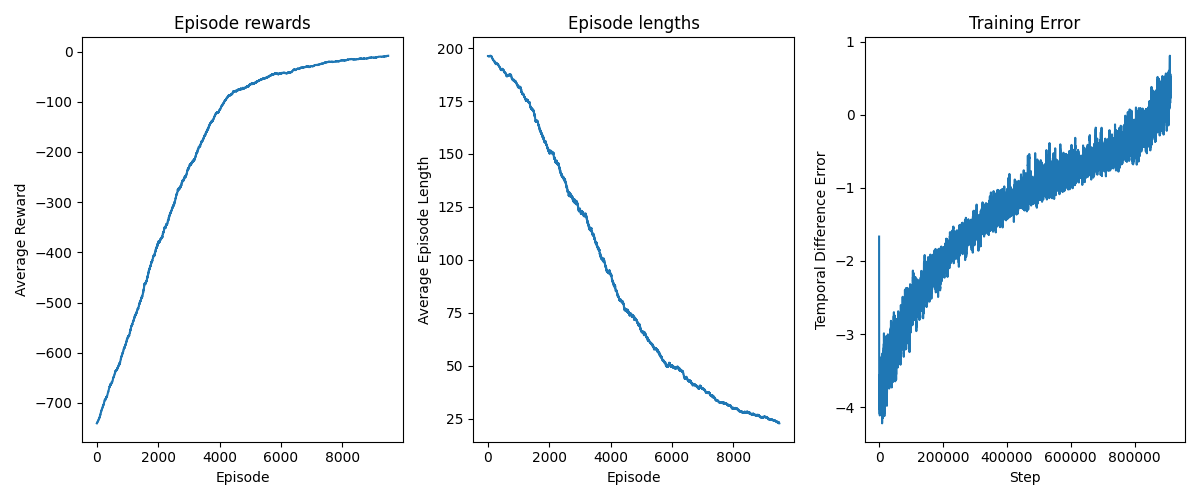 Episode rewards
Average Reward
0
−100
−200
−300
−400
−500
−600
−700
0 2000 4000 6000 8000
Episode
Episode lengths
Average Episode Length
200
175
150
125
100
75
50
25
0 2000 4000 6000 8000
Episode
Training Error
Temporal Difference Error
1
0
−1
−2
−3
−4
0 200000 400000 600000 800000
Step